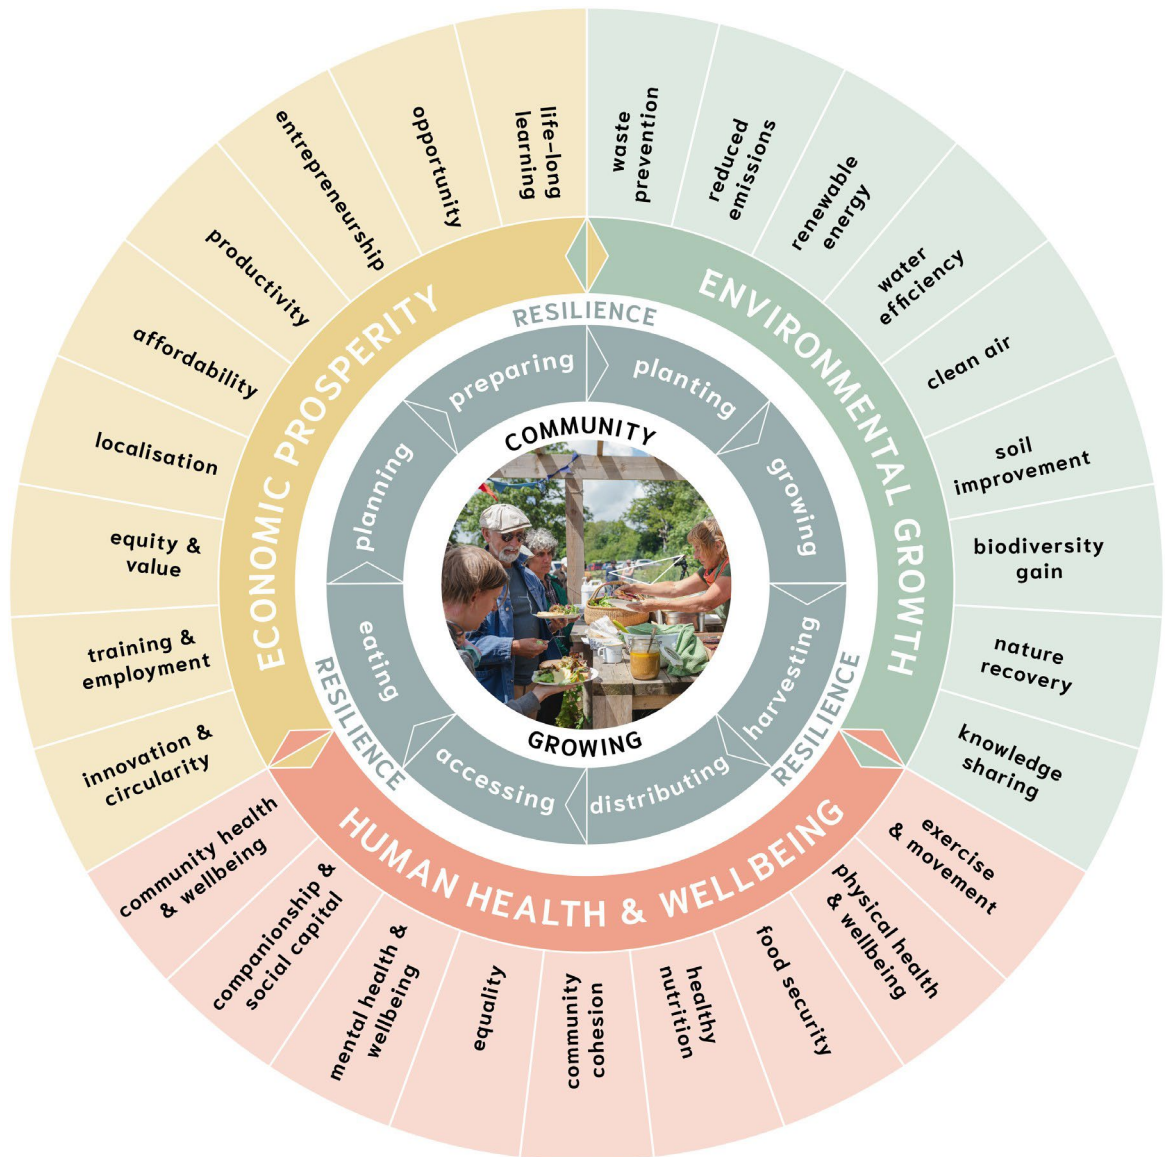 COMMUNITY
GROWING
preparing
planting
growing
harvesting
distributing
accessing
eating
planning
RESILIENCE
RESILIENCE
RESILIENCE
ENVIRONMENTAL GROWTH
waste
prevention
reduced
emissions
renewable
energy
water
efficiency
clean air
soil
improvement
biodiversity
gain
nature
recovery
knowledge
sharing
HUMAN HEALTH & WELLBEING
exercise
& movement
physical health
& wellbeing
food security
healthy
nutrition
community
cohesion
equality
mental health &
wellbeing
companionship &
social capital
community health
& wellbeing
ECONOMIC PROSPERITY
innovation &
circularity
training &
employment
equity &
value
localisation
affordability
productivity
entrepreneurship
opportunity
life-long
learning